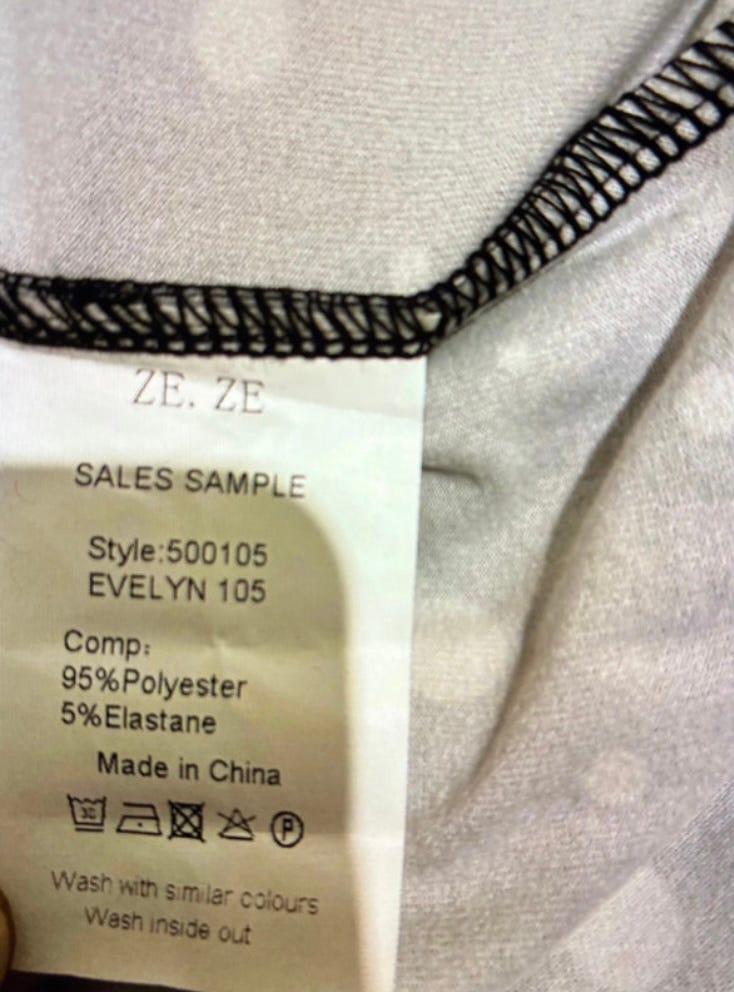 ZE. ZE
SALES SAMPLE
Style:500105
EVELYN 105
Comp:
95%Polyester
5%Elastane
Made in China
30 P
Wash with similar colours
Wash inside out